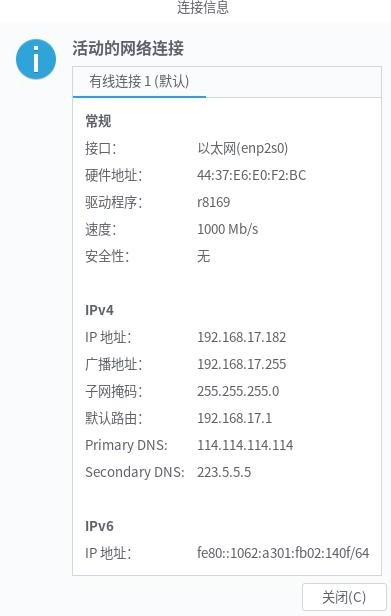 连接信息
活动的网络连接
有线连接 1 (默认)
常规
接口： 以太网(enp2s0)
硬件地址： 44:37:E6:E0:F2:BC
驱动程序： r8169
速度： 1000 Mb/s
安全性： 无
IPv4
IP 地址： 192.168.17.182
广播地址： 192.168.17.255
子网掩码： 255.255.255.0
默认路由： 192.168.17.1
Primary DNS: 114.114.114.114
Secondary DNS: 223.5.5.5
IPv6
IP 地址： fe80::1062:a301:fb02:140f/64
关闭(C)